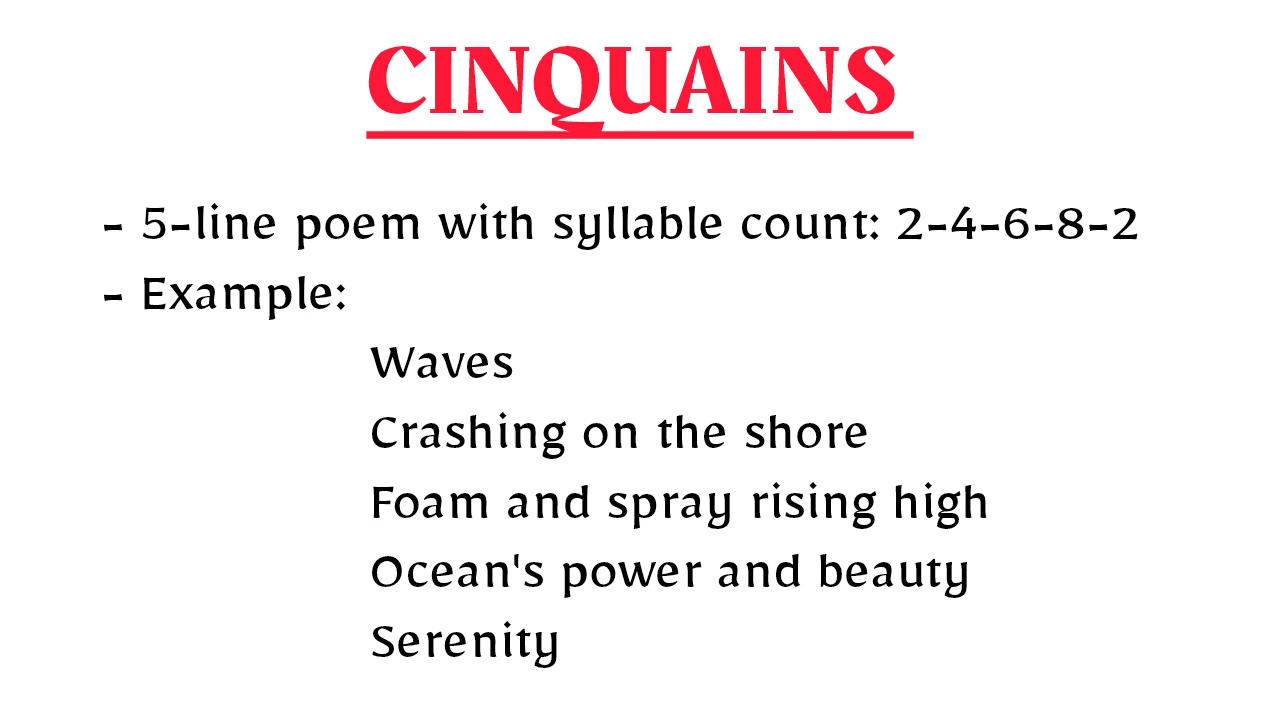 CINQUAINS
- 5-line poem with syllable count: 2-4-6-8-2
- Example:
Waves
Crashing on the shore
Foam and spray rising high
Ocean's power and beauty
Serenity